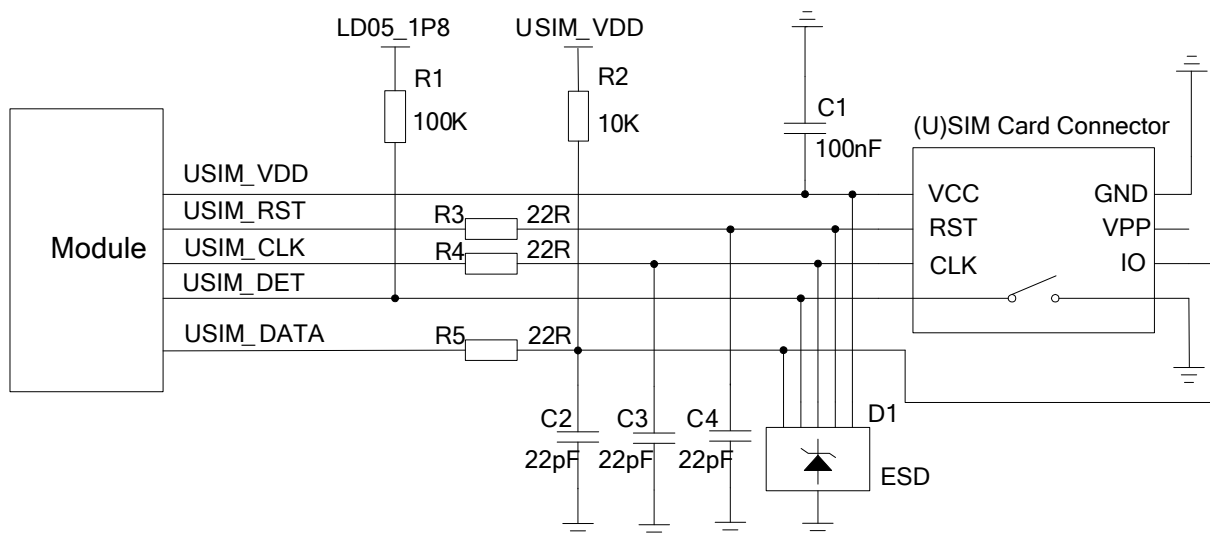 LD05_1P8
USIM_VDD
R1
100K
R2
10K
C1
100nF
(U)SIM Card Connector
Module
USIM_VDD
USIM_RST
USIM_CLK
USIM_DET
USIM_DATA
R3 22R
R4 22R
R5 22R
VCC
RST
CLK
GND
VPP
IO
C2
22pF
C3
22pF
C4
22pF
D1
ESD